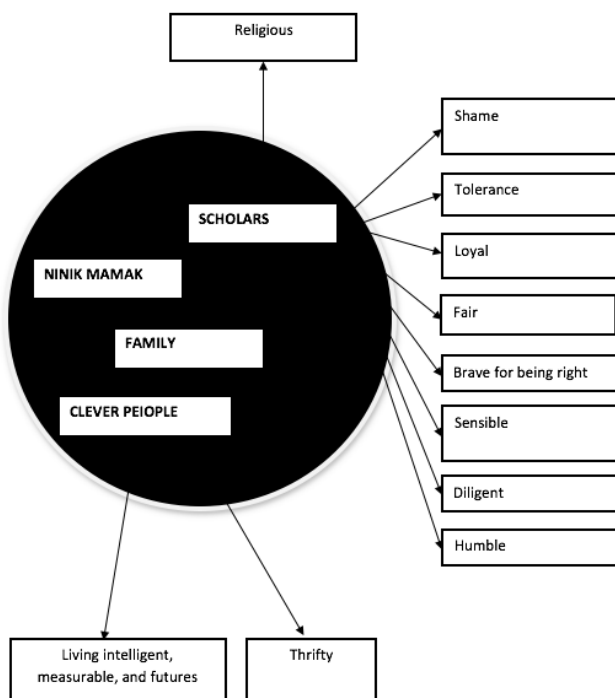 Religious
Shame
Tolerance
SCHOLARS
Loyal
NINIK MAMAK
Fair
FAMILY
Brave for being right
CLEVER PEIOPLE
Sensible
Diligent
Humble
Living intelligent,
measurable, and futures
Thrifty